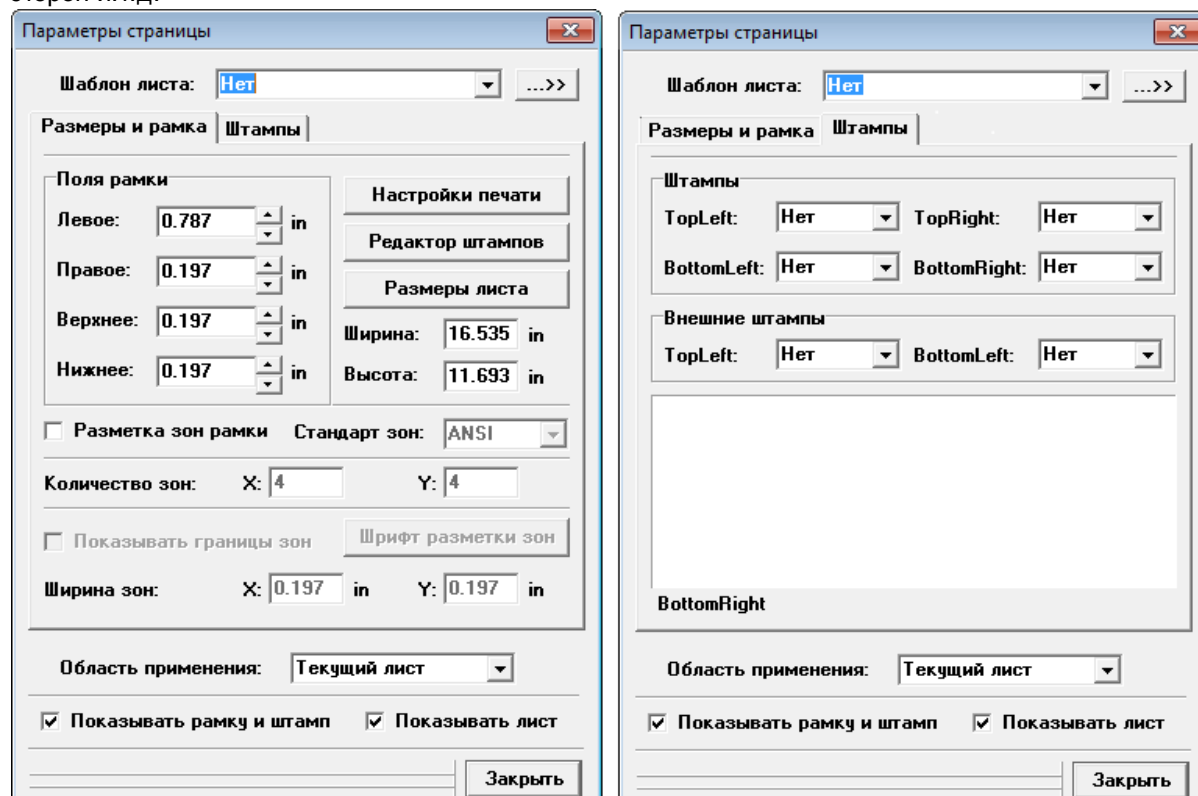 Параметры страницы
Шаблон листа: Нет ...>>
Размеры и рамка Штампы
Поля рамки
Левое: 0.787 in
Правое: 0.197 in
Верхнее: 0.197 in
Нижнее: 0.197 in
Настройки печати
Редактор штампов
Размеры листа
Ширина: 16.535 in
Высота: 11.693 in
Разметка зон рамки Стандарт зон: ANSI
Количество зон: X: 4 Y: 4
Показывать границы зон Шрифт разметки зон
Ширина зон: X: 0.197 in Y: 0.197 in
Область применения: Текущий лист
Показывать рамку и штамп Показывать лист
Закрыть
Параметры страницы
Шаблон листа: Нет ...>>
Размеры и рамка Штампы
Штампы
TopLeft: Нет TopRight: Нет
BottomLeft: Нет BottomRight: Нет
Внешние штампы
TopLeft: Нет BottomLeft: Нет
BottomRight
Область применения: Текущий лист
Показывать рамку и штамп Показывать лист
Закрыть